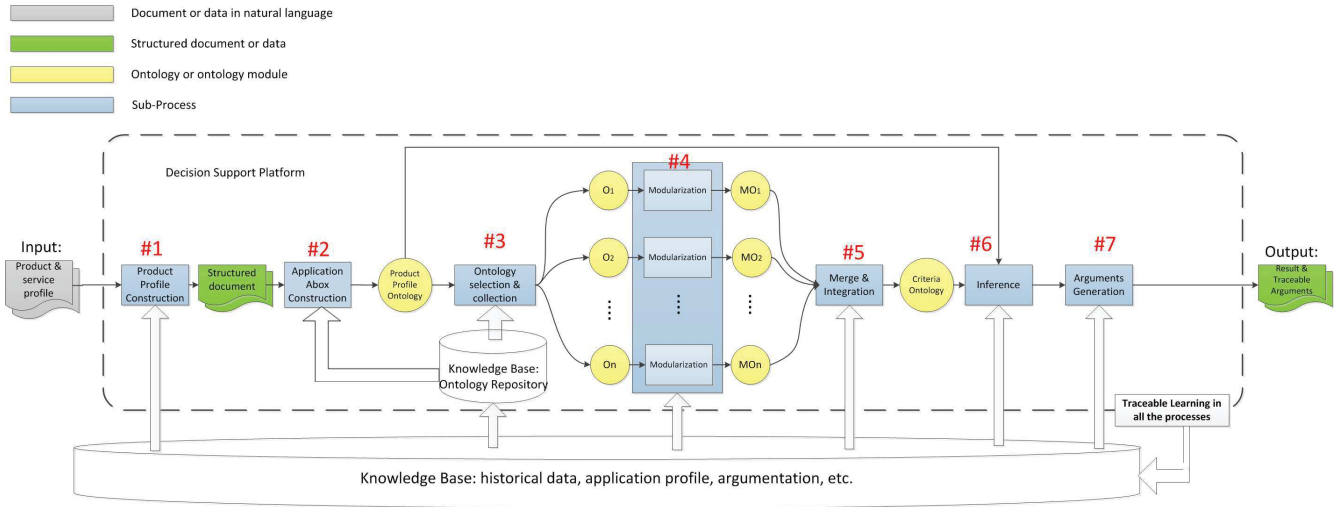 Document or data in natural language
Structured document or data
Ontology or ontology module
Sub-Process
Decision Support Platform
Input:
Product &
service
profile
#1
Product
Profile
Construction
Structured
document
#2
Application
Abox
Construction
Product
Profile
Ontology
#3
Ontology
selection &
collection
Knowledge Base:
Ontology Repository
O1
O2
⋮
On
#4
Modularization
Modularization
⋮
Modularization
MO1
MO2
⋮
MOn
#5
Merge &
Integration
Criteria
Ontology
#6
Inference
#7
Arguments
Generation
Output:
Result &
Traceable
Arguments
Traceable Learning in
all the processes
Knowledge Base: historical data, application profile, argumentation, etc.